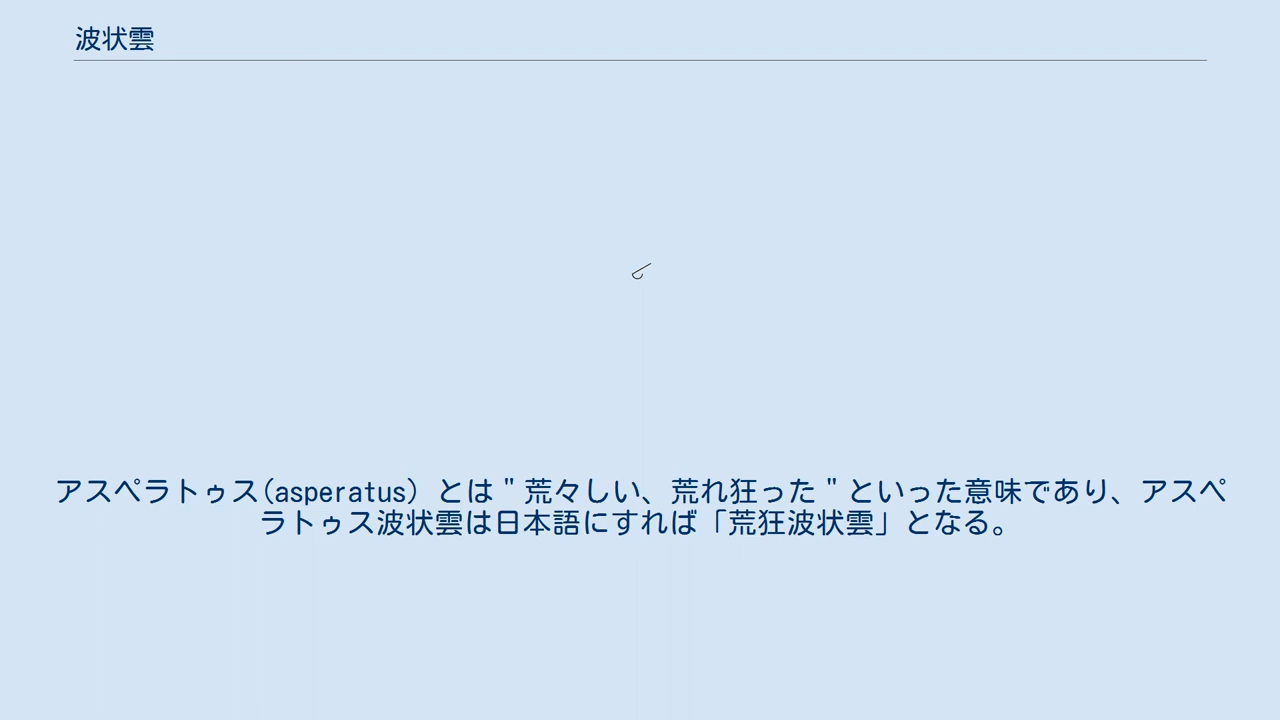 波状雲
アスペラトゥス(asperatus) とは＂荒々しい、荒れ狂った＂といった意味であり、アスペ
ラトゥス波状雲は日本語にすれば「荒狂波状雲」となる。